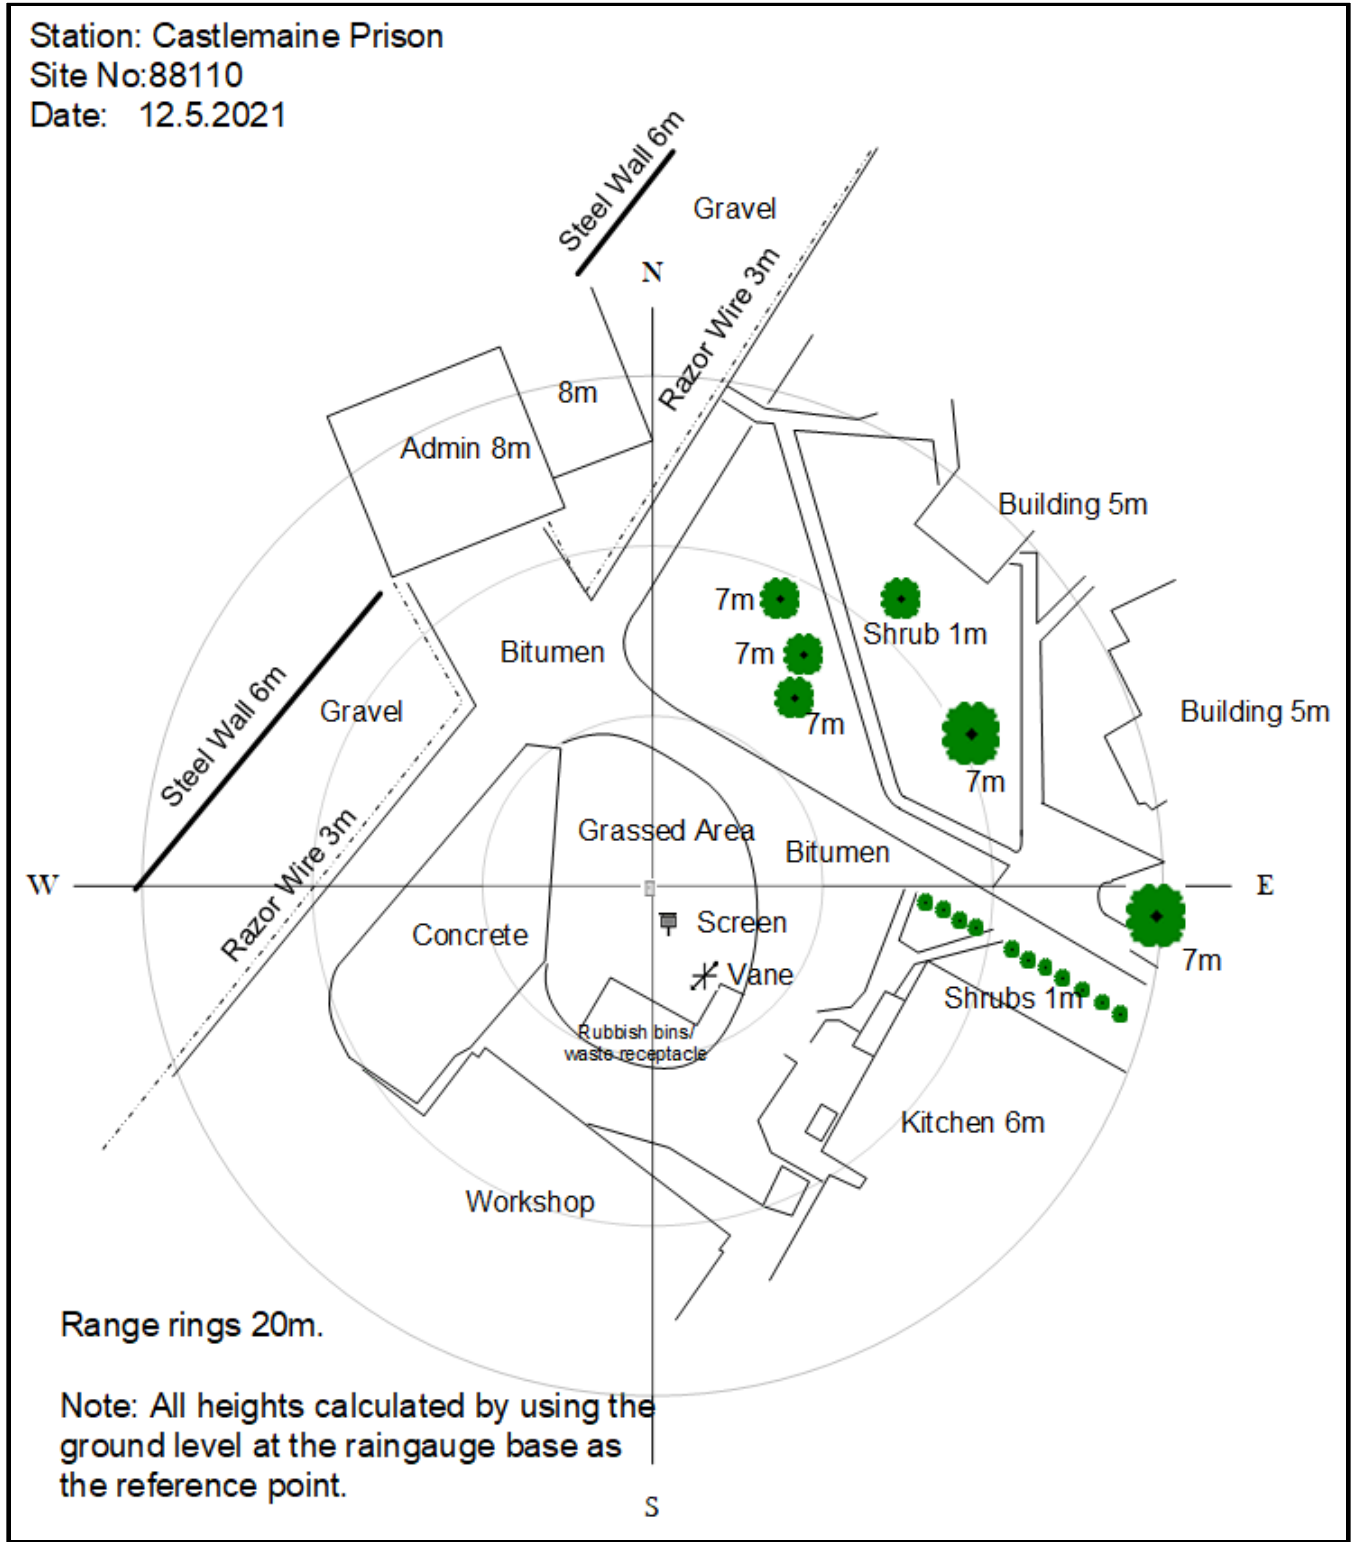 Station: Castlemaine Prison
Site No:88110
Date: 12.5.2021
Steel Wall 6m
Gravel
N
Razor Wire 3m
8m
Admin 8m
Building 5m
7m
Shrub 1m
Bitumen
7m
Steel Wall 6m
Gravel
7m
Building 5m
7m
Razor Wire 3m
Grassed Area
Bitumen
W
E
Concrete
Screen
7m
Vane
Shrubs 1m
Rubbish bins/
waste receptacle
Kitchen 6m
Workshop
Range rings 20m.
Note: All heights calculated by using the
ground level at the raingauge base as
the reference point.
S